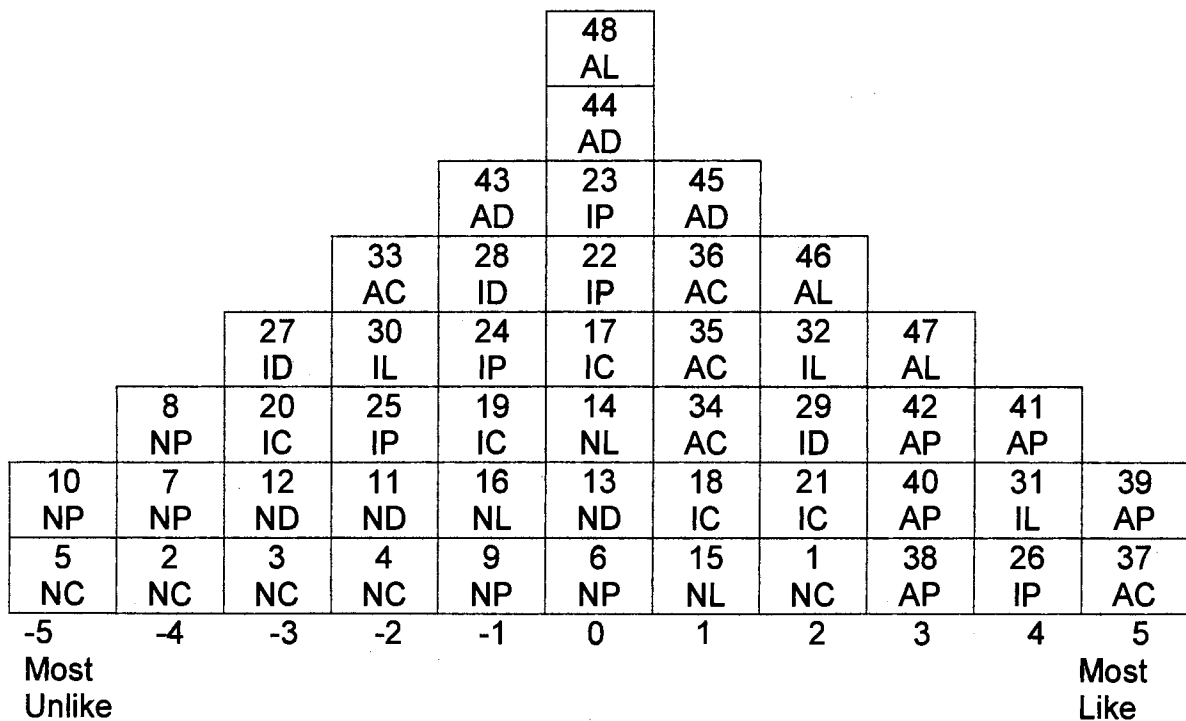 48
AL
44
AD
43 23 45
AD IP AD
33 28 22 36 46
AC ID IP AC AL
27 30 24 17 35 32 47
ID IL IP IC AC IL AL
8 20 25 19 14 34 29 42 41
NP IC IP IC NL AC ID AP AP
10 7 12 11 16 13 18 21 40 31 39
NP NP ND ND NL ND IC IC AP IL AP
5 2 3 4 9 6 15 1 38 26 37
NC NC NC NC NP NP NL NC AP IP AC
-5 -4 -3 -2 -1 0 1 2 3 4 5
Most Most
Unlike Like